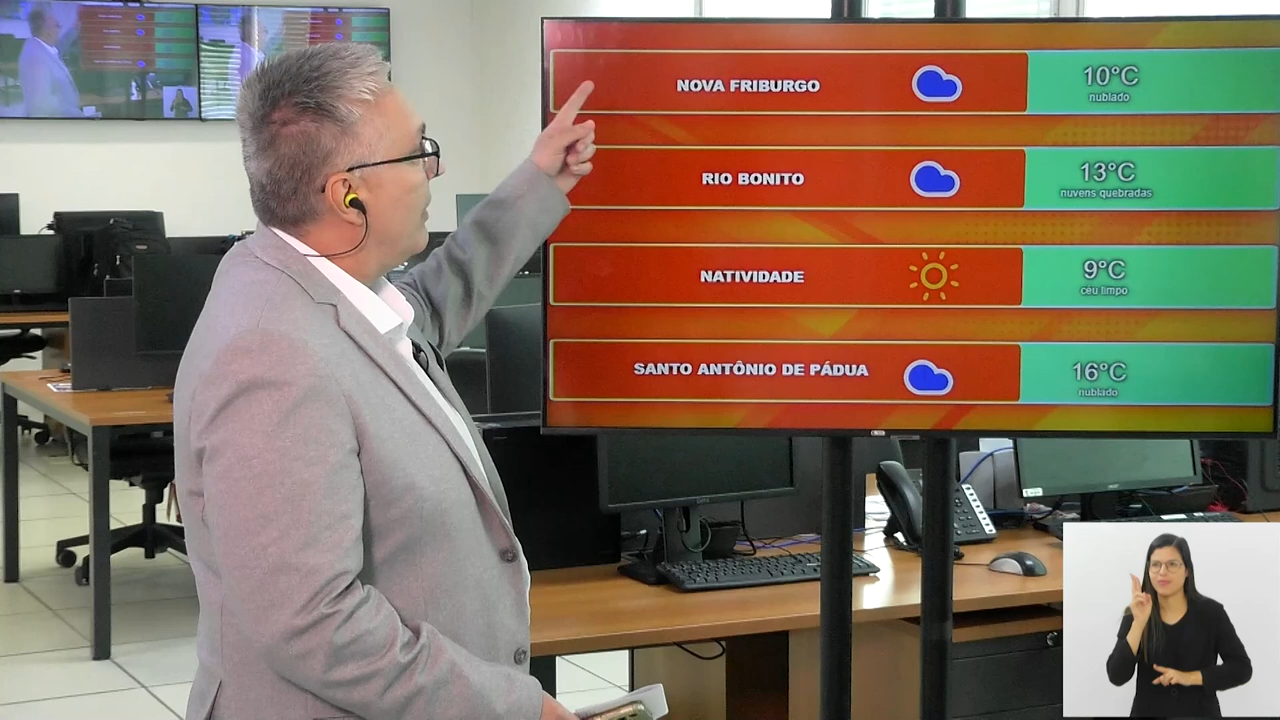 NOVA FRIBURGO
10°C
nublado
RIO BONITO
13°C
nuvens quebradas
NATIVIDADE
9°C
céu limpo
SANTO ANTÔNIO DE PÁDUA
16°C
nublado